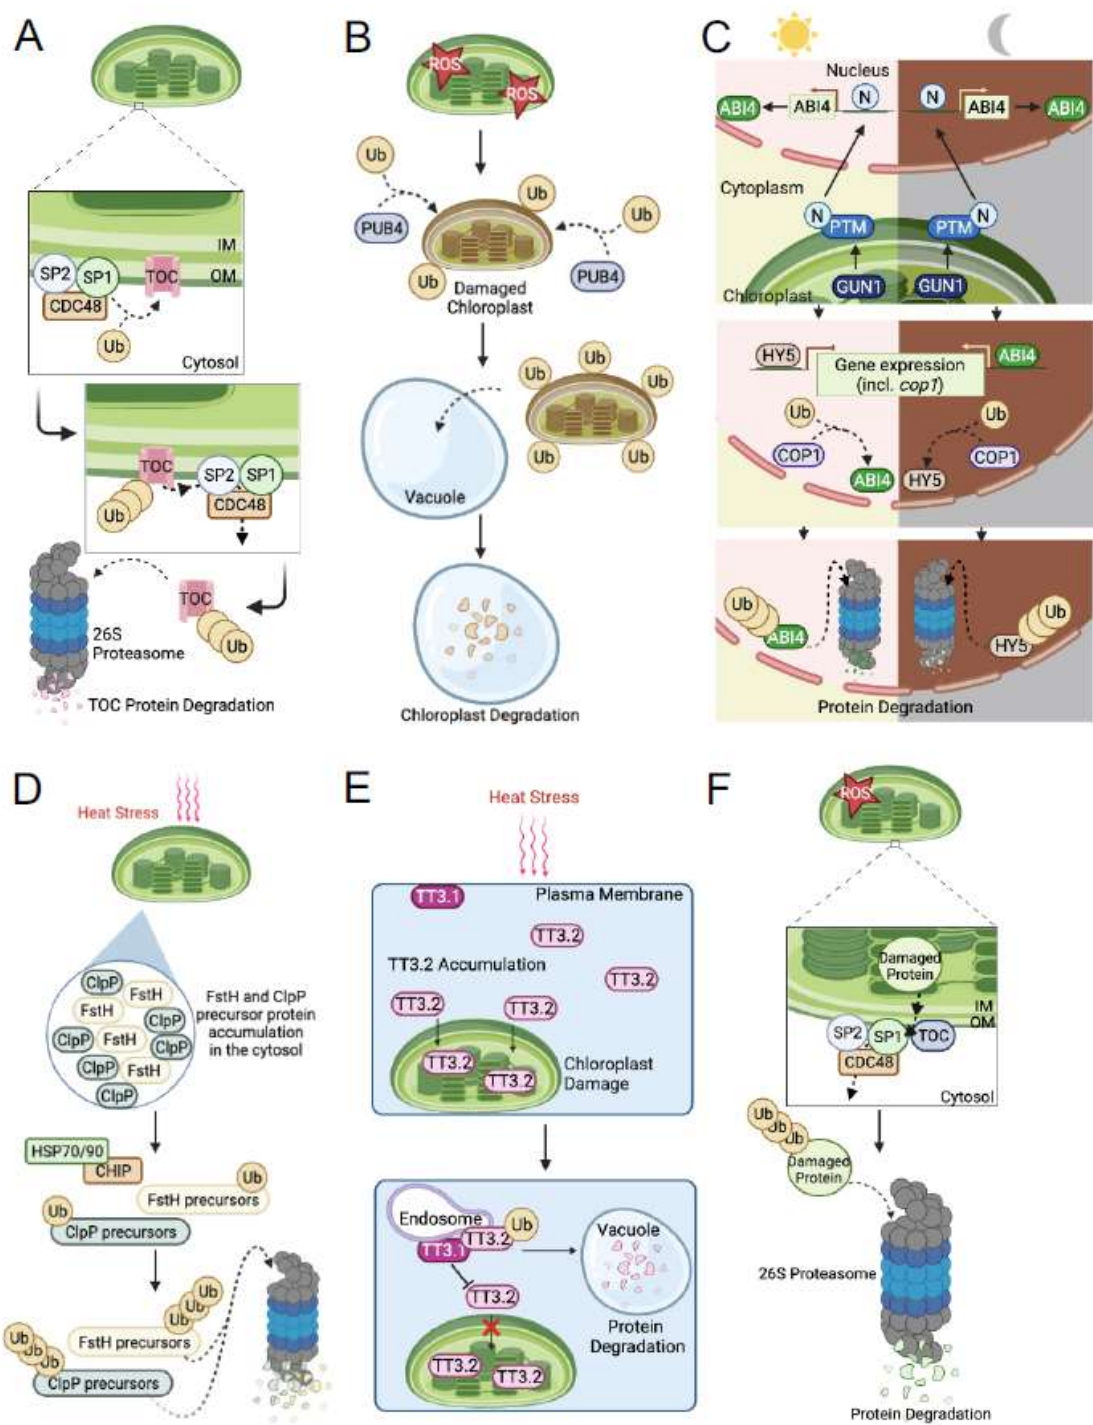 A
IM
OM
SP2
SP1
TOC
CDC48
Ub
Cytosol
TOC
SP2
SP1
CDC48
Ub
TOC
Ub
26S
Proteasome
TOC Protein Degradation
B
ROS
ROS
Ub
PUB4
Ub
Ub
PUB4
Ub
Damaged
Chloroplast
Ub
Ub
Ub
Ub
Ub
Vacuole
Chloroplast Degradation
C
Nucleus
ABI4
ABI4
N
N
ABI4
ABI4
Cytoplasm
N
PTM
PTM
N
GUN1
GUN1
Chloroplast
HY5
ABI4
Gene expression
(incl. cop1)
Ub
Ub
COP1
COP1
ABI4
HY5
Ub
ABI4
Ub
HY5
Protein Degradation
D
Heat Stress
ClpP
FstH
FstH
ClpP
ClpP
FstH
ClpP
ClpP
FstH
ClpP
FstH and ClpP
precursor protein
accumulation
in the cytosol
HSP70/90
CHIP
Ub
FstH precursors
Ub
ClpP precursors
Ub
Ub
Ub
FstH precursors
Ub
Ub
Ub
ClpP precursors
E
Heat Stress
TT3.1
Plasma Membrane
TT3.2
TT3.2 Accumulation
TT3.2
TT3.2
TT3.2
TT3.2
TT3.2
Chloroplast
Damage
Endosome
Ub
TT3.2
TT3.1
Vacuole
TT3.2
Protein
Degradation
TT3.2
TT3.2
F
ROS
Damaged
Protein
IM
OM
SP2
SP1
TOC
CDC48
Cytosol
Ub
Ub
Ub
Damaged
Protein
26S Proteasome
Protein Degradation